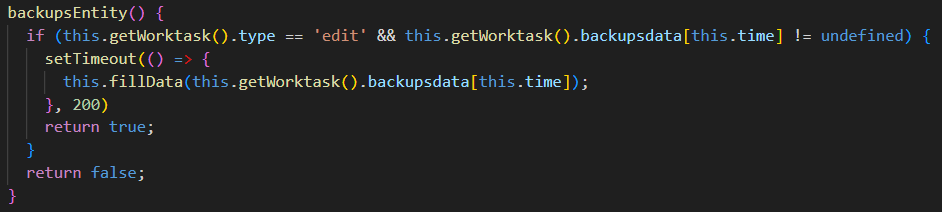 backupsEntity() {
  if (this.getWorktask().type == 'edit' && this.getWorktask().backupsdata[this.time] != undefined) {
    setTimeout(() => {
      this.fillData(this.getWorktask().backupsdata[this.time]);
    }, 200)
    return true;
  }
  return false;
}